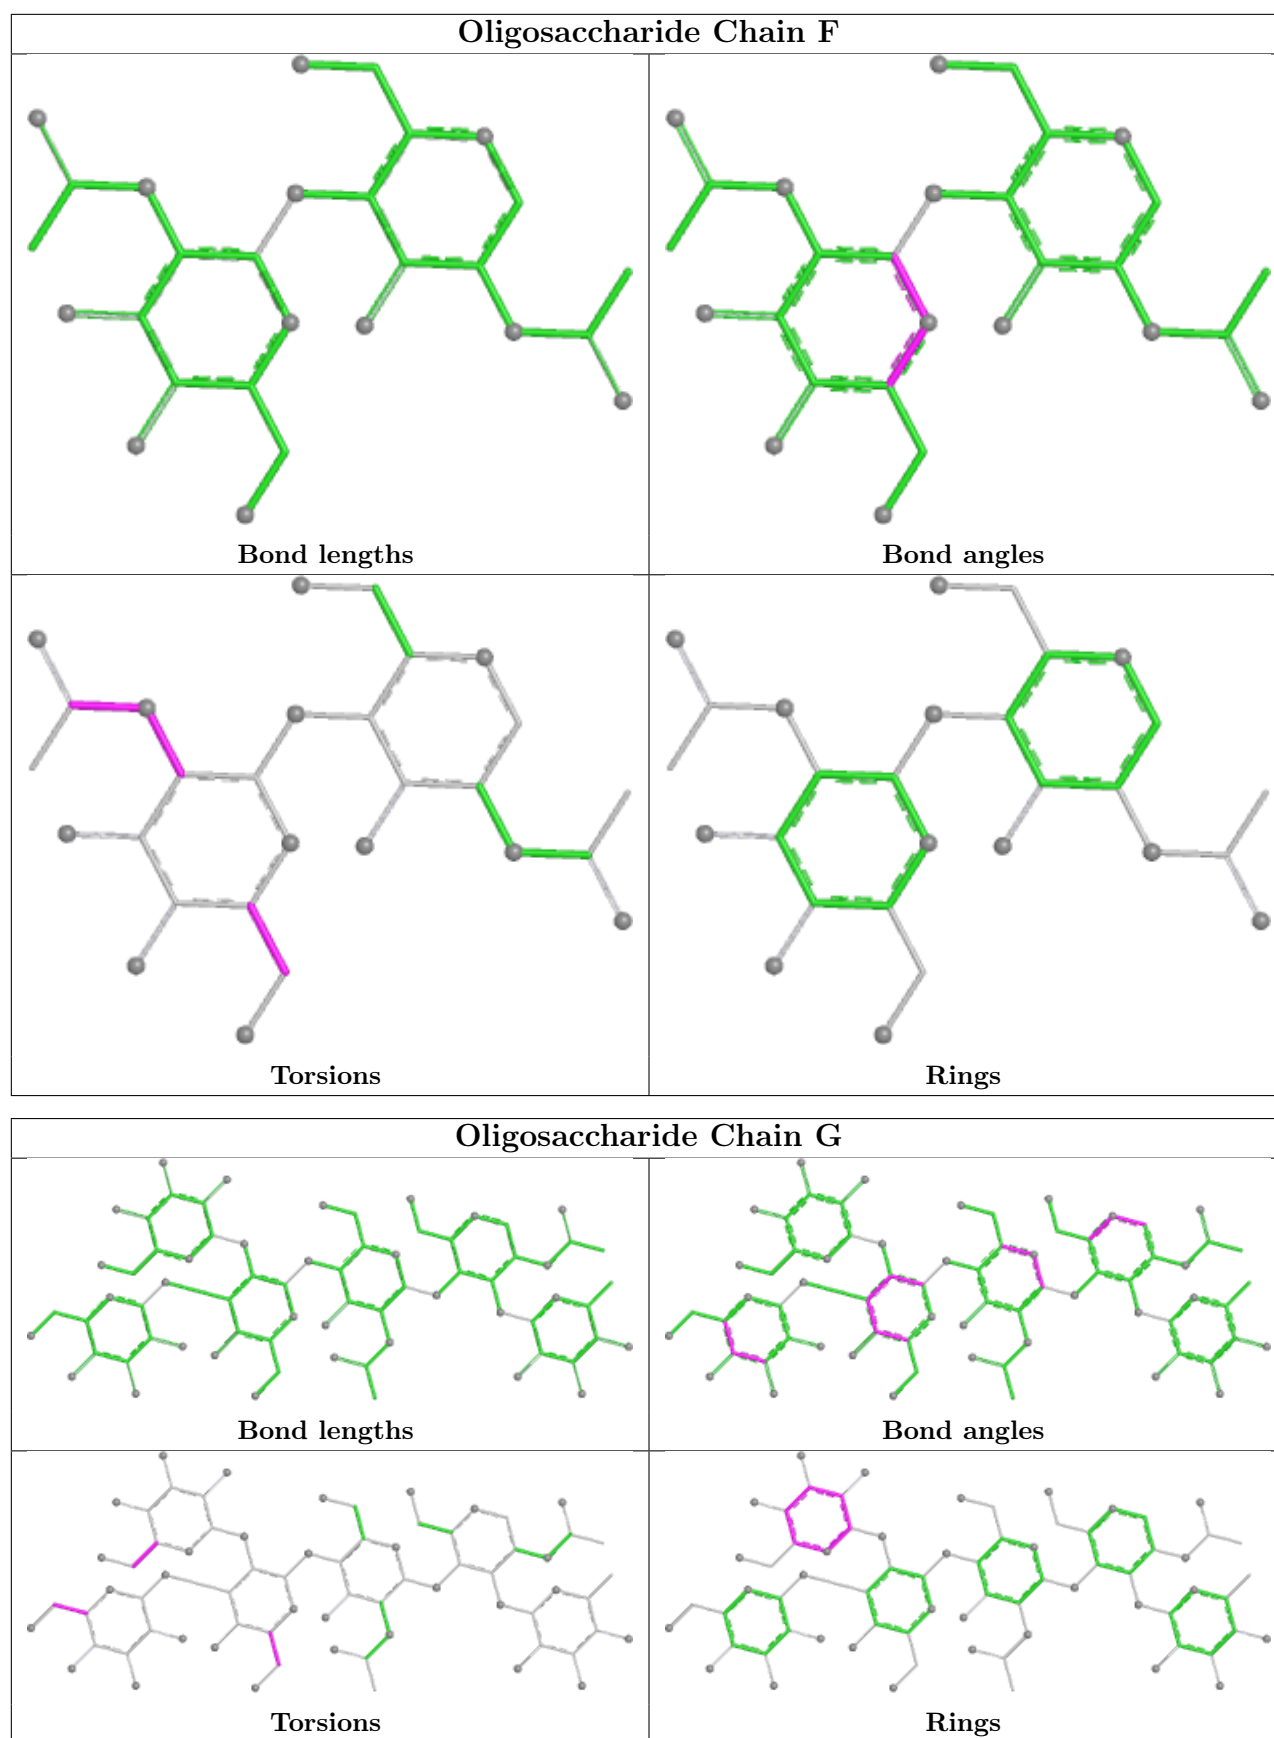 Oligosaccharide Chain F
Bond lengths
Bond angles
Torsions
Rings
Oligosaccharide Chain G
Bond lengths
Bond angles
Torsions
Rings